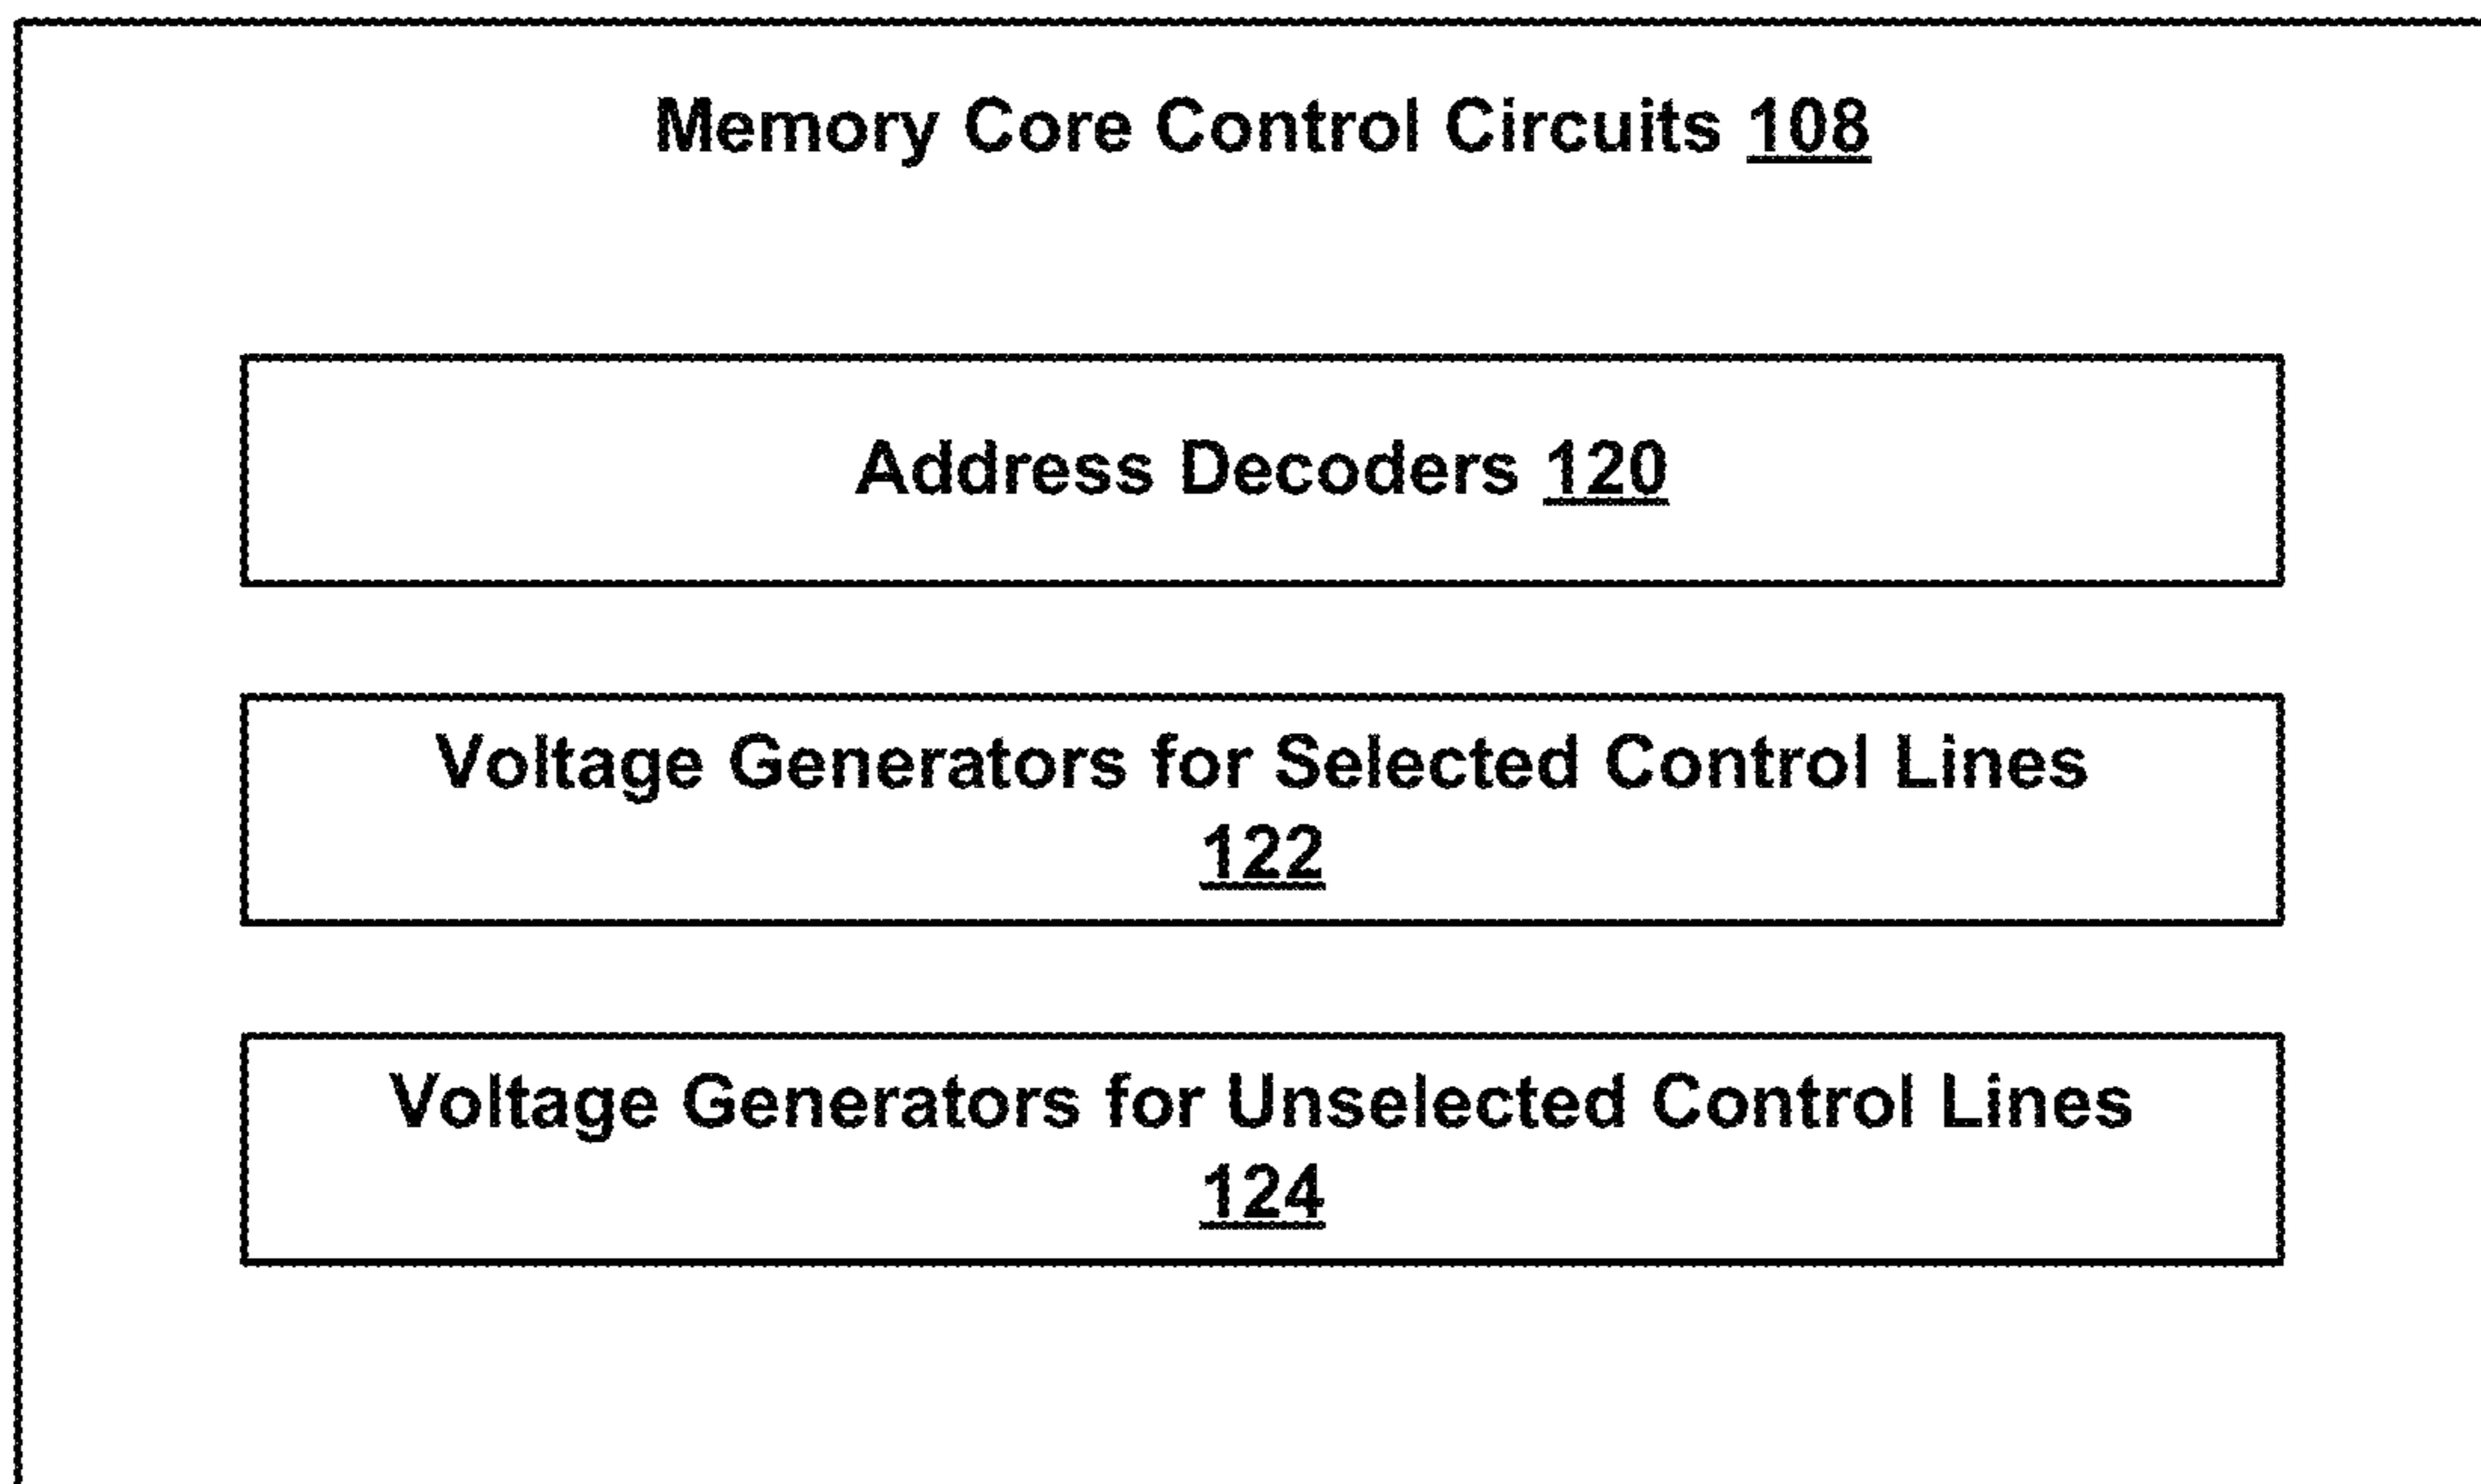 Memory Core Control Circuits 108
Address Decoders 120
Voltage Generators for Selected Control Lines
122
Voltage Generators for Unselected Control Lines
124